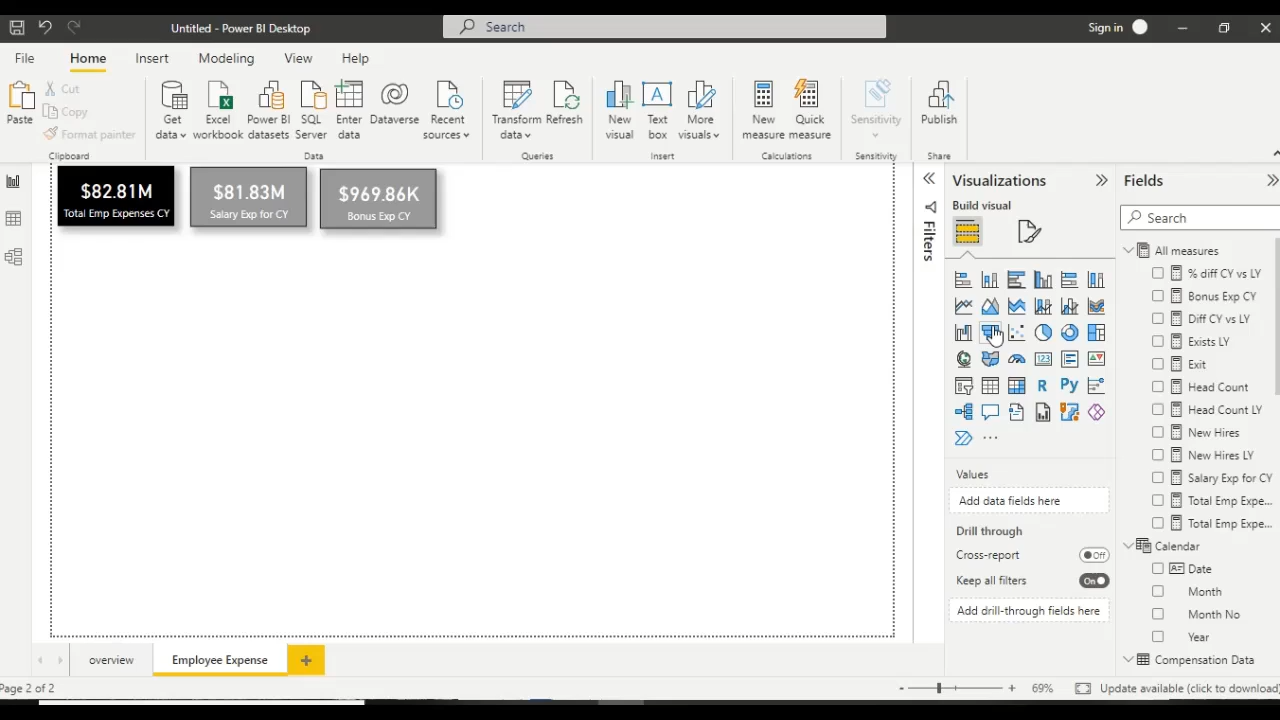 Untitled - Power BI Desktop
Search
Sign in
File Home Insert Modeling View Help
Paste
Cut
Copy
Format painter
Clipboard
Get data
Excel workbook
Power BI datasets
SQL Server
Enter data
Dataverse
Recent sources
Data
Transform data
Refresh
Queries
New visual
A
Text box
More visuals
Insert
New measure
Quick measure
Calculations
Sensitivity
Sensitivity
Publish
Share
$82.81M
Total Emp Expenses CY
$81.83M
Salary Exp for CY
$969.86K
Bonus Exp CY
Filters
Visualizations
Build visual
123
R
Py
Values
Add data fields here
Drill through
Cross-report
Off
Keep all filters
On
Add drill-through fields here
Fields
Search
All measures
% diff CY vs LY
Bonus Exp CY
Diff CY vs LY
Exists LY
Exit
Head Count
Head Count LY
New Hires
New Hires LY
Salary Exp for CY
Total Emp Expe...
Total Emp Expe...
Calendar
Date
Month
Month No
Year
Compensation Data
overview
Employee Expense
+
Page 2 of 2
- + 69%
Update available (click to download)